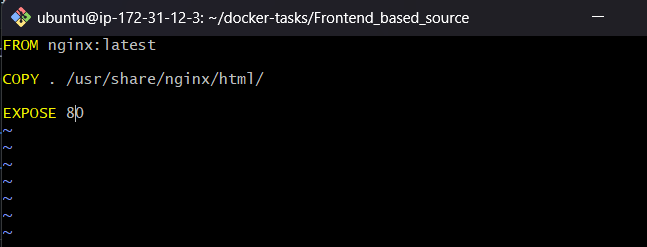 ubuntu@ip-172-31-12-3: ~/docker-tasks/Frontend_based_source
FROM nginx:latest
COPY . /usr/share/nginx/html/
EXPOSE 80
~
~
~
~
~
~
~